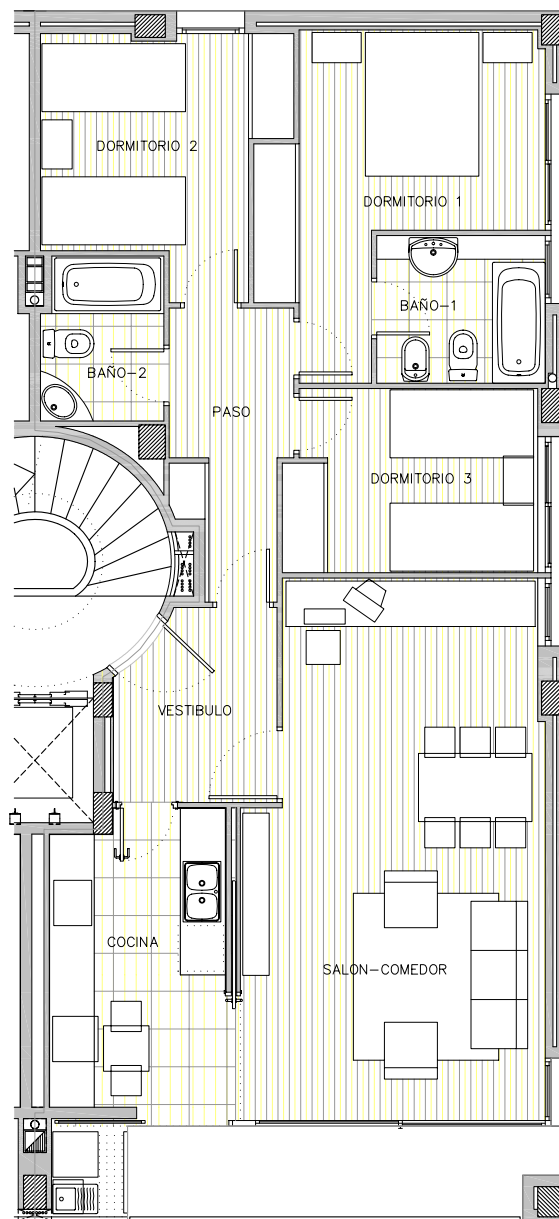 DORMITORIO 2
DORMITORIO 1
BAÑO-1
BAÑO-2
PASO
DORMITORIO 3
VESTIBULO
COCINA
SALON-COMEDOR